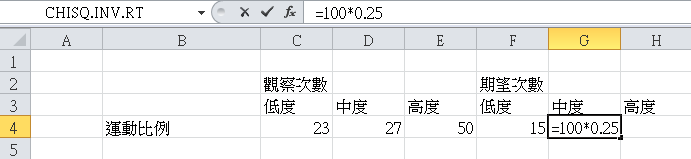 CHISQ.INV.RT =100*0.25
A B C D E F G H
1
2 觀察次數 期望次數
3 低度 中度 高度 低度 中度 高度
4 運動比例 23 27 50 15 =100*0.25
5